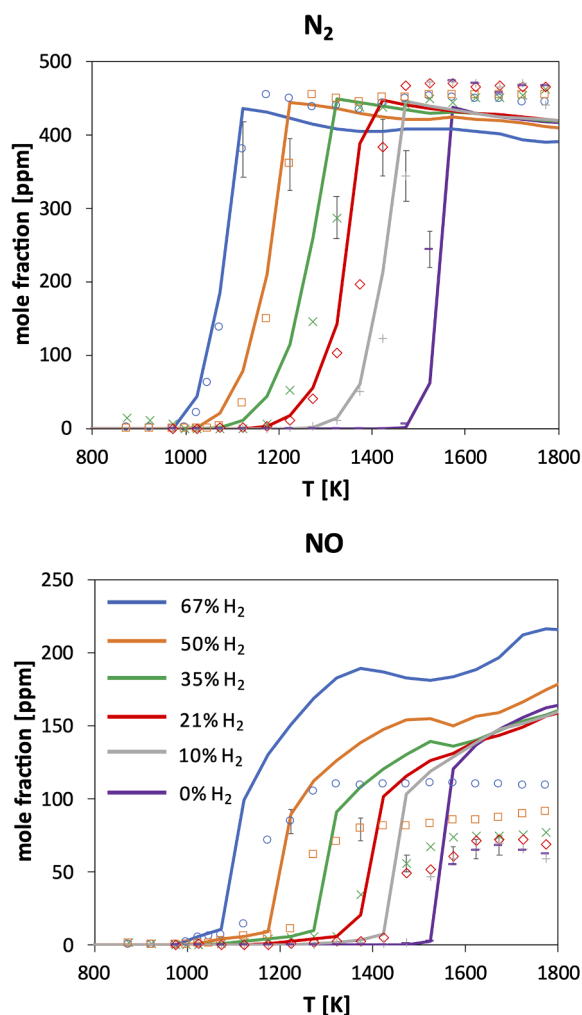 N₂
mole fraction [ppm]
500
400
300
200
100
0
800 1000 1200 1400 1600 1800
T [K]
NO
mole fraction [ppm]
250
200
150
100
50
0
67% H₂
50% H₂
35% H₂
21% H₂
10% H₂
0% H₂
800 1000 1200 1400 1600 1800
T [K]